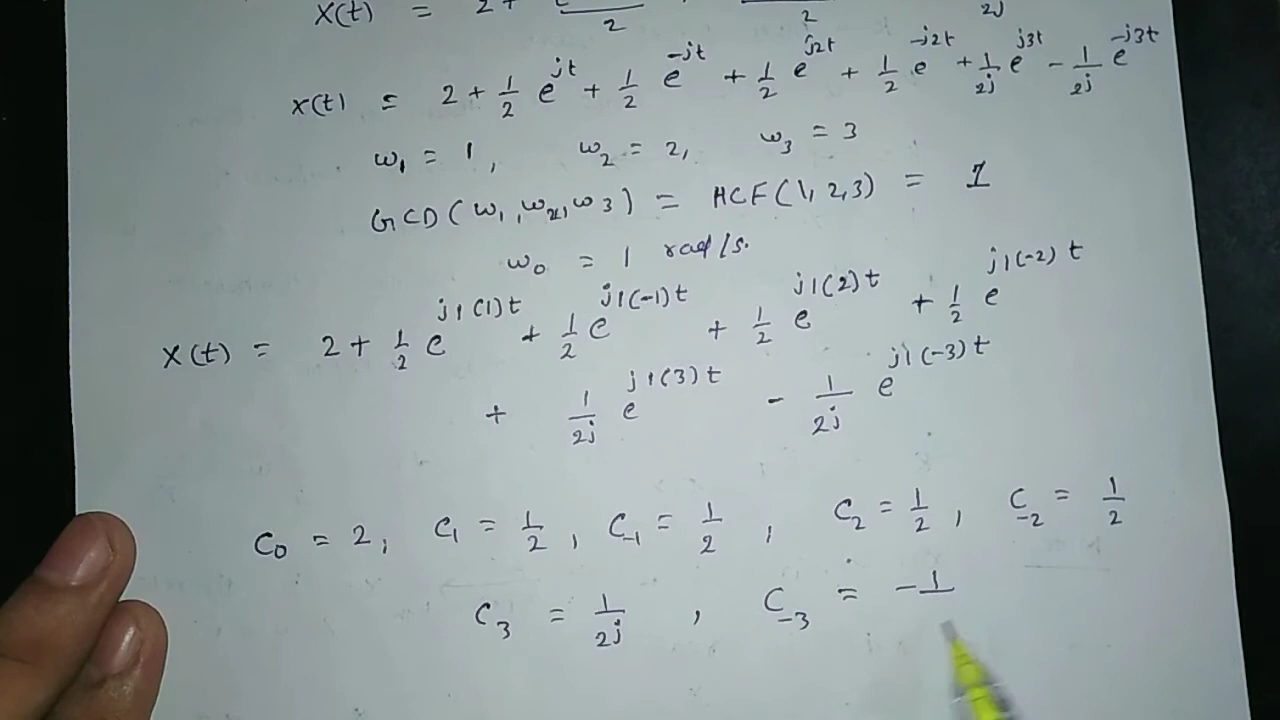 x(t) = 2 + /2 /2 2j
x(t) = 2 + 1/2 e^{jt} + 1/2 e^{-jt} + 1/2 e^{j2t} + 1/2 e^{-j2t} + 1/2j e^{j3t} - 1/2j e^{-j3t}
ω₁ = 1, ω₂ = 2, ω₃ = 3
GCD(ω₁, ω₂, ω3) = HCF(1, 2, 3) = 1
ω₀ = 1 rad/s.
x(t) = 2 + 1/2 e^{j1(1)t} + 1/2 e^{j1(-1)t} + 1/2 e^{j1(2)t} + 1/2 e^{j1(-2)t}
+ 1/2j e^{j1(3)t} - 1/2j e^{j1(-3)t}
C₀ = 2, C₁ = 1/2, C₋₁ = 1/2, C₂ = 1/2, C₋₂ = 1/2
C₃ = 1/2j, C₋₃ = -1